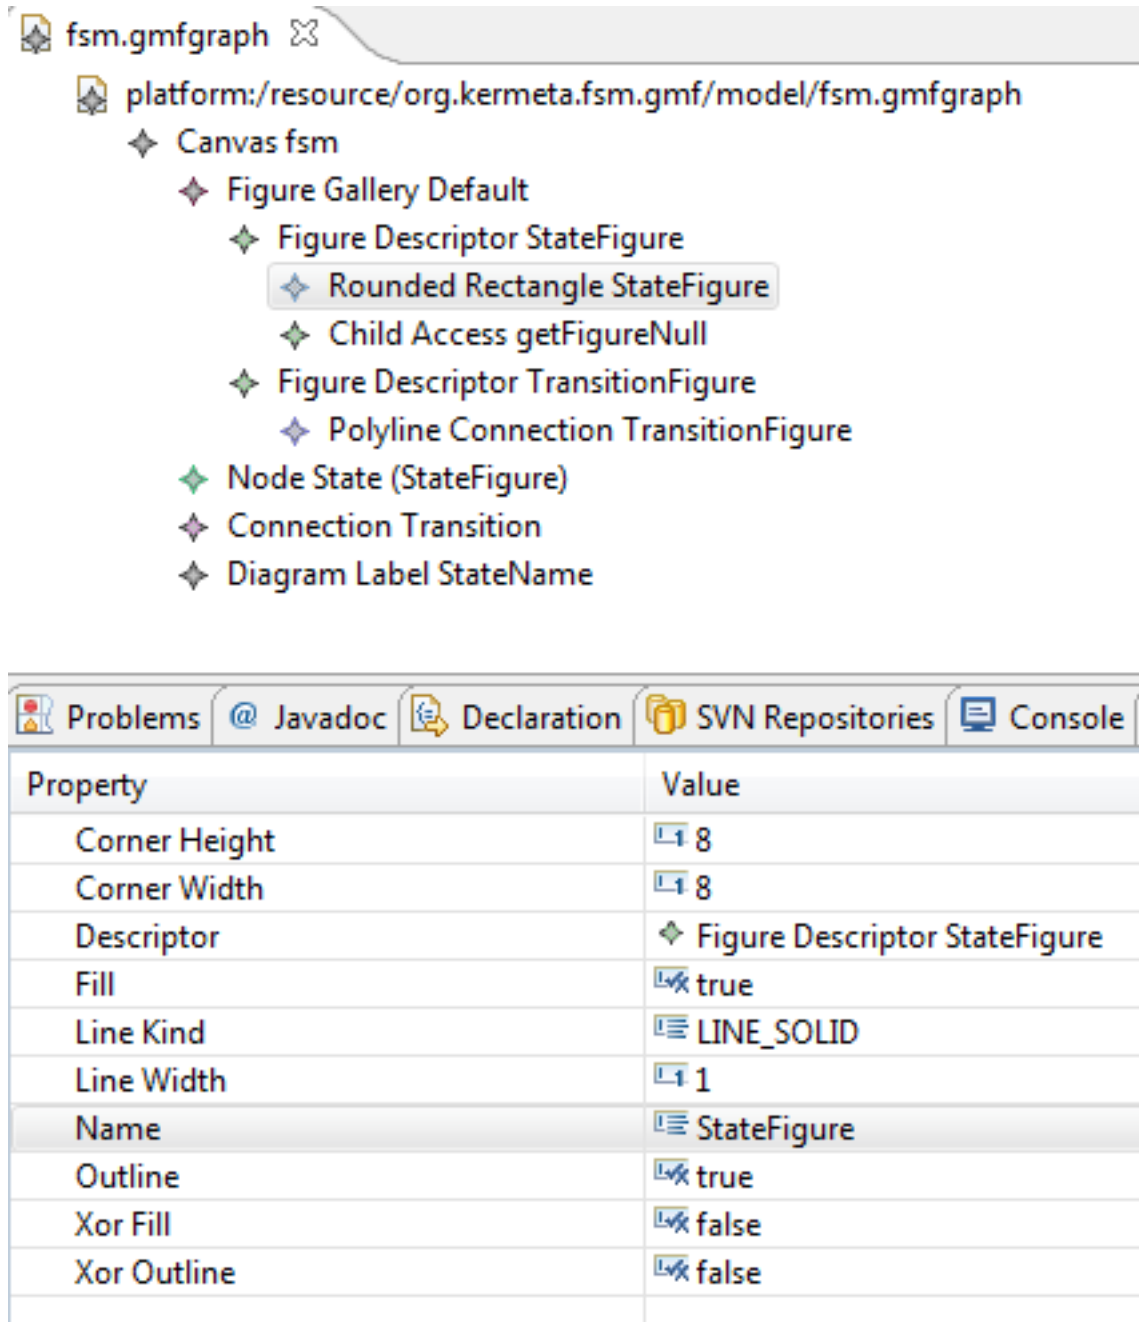 fsm.gmfgraph
platform:/resource/org.kermeta.fsm.gmf/model/fsm.gmfgraph
Canvas fsm
Figure Gallery Default
Figure Descriptor StateFigure
Rounded Rectangle StateFigure
Child Access getFigureNull
Figure Descriptor TransitionFigure
Polyline Connection TransitionFigure
Node State (StateFigure)
Connection Transition
Diagram Label StateName
Problems @ Javadoc Declaration SVN Repositories Console
Property Value
Corner Height 8
Corner Width 8
Descriptor Figure Descriptor StateFigure
Fill true
Line Kind LINE_SOLID
Line Width 1
Name StateFigure
Outline true
Xor Fill false
Xor Outline false